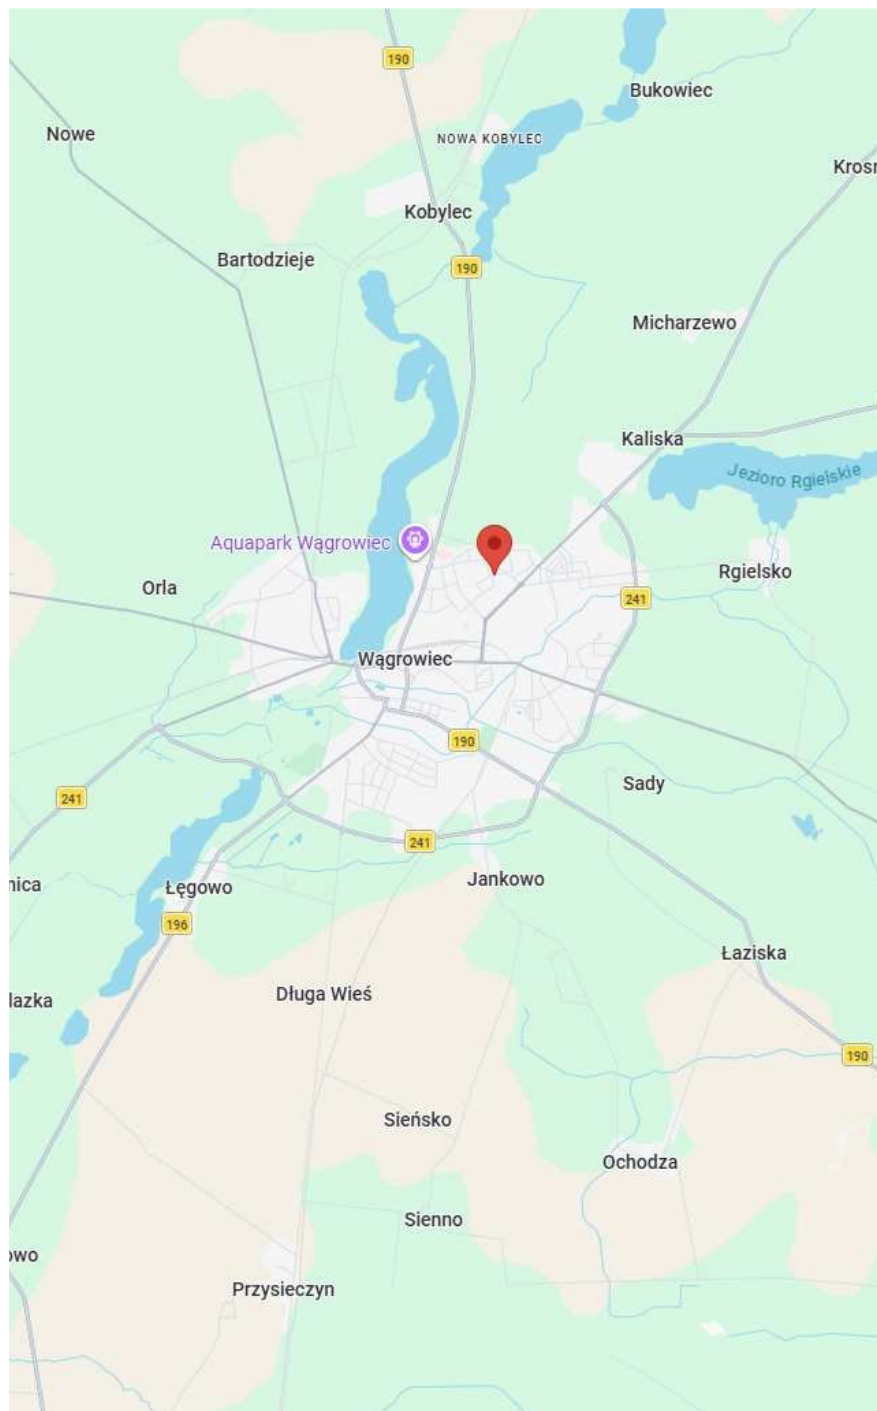 190
Bukowiec
Nowe
NOWA KOBYLEC
Kobylec
Bartodzieje
190
Micharzewo
Kaliska
Jezioro Rgielskie
Aquapark Wągrowiec
Rgielsko
Orla
241
Wągrowiec
190
Sady
241
241
Jankowo
nica
Łęgowo
196
Łaziska
Długa Wieś
lazka
190
Sieńsko
Ochodza
Sienno
owo
Przysieczyn